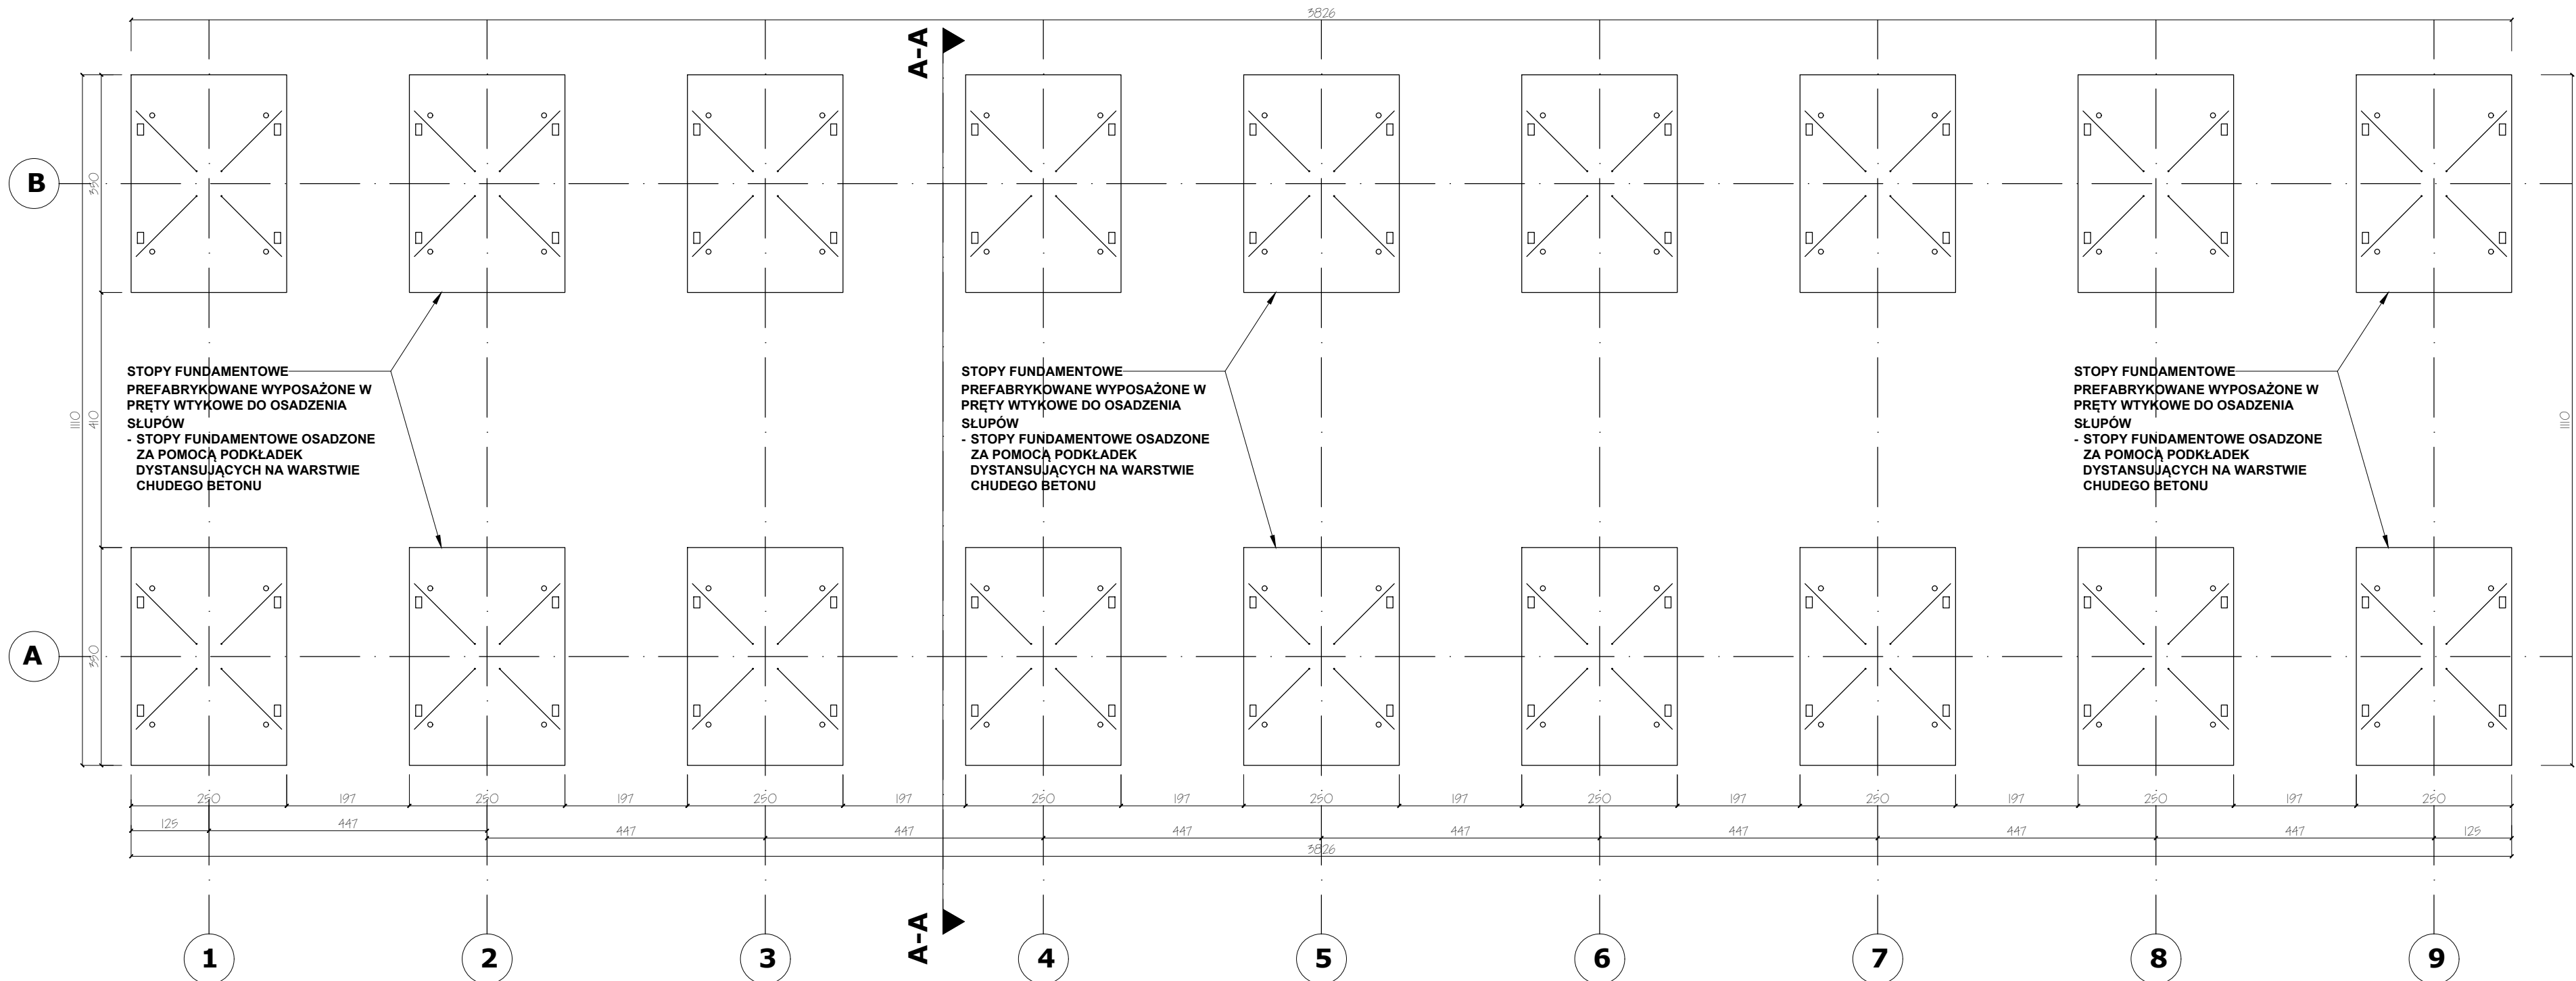 3826
A-A
B
350
STOPY FUNDAMENTOWE
PREFABRYKOWANE WYPOSAŻONE W
PRĘTY WTYKOWE DO OSADZENIA
SŁUPÓW
- STOPY FUNDAMENTOWE OSADZONE
ZA POMOCĄ PODKŁADEK
DYSTANSUJĄCYCH NA WARSTWIE
CHUDEGO BETONU
STOPY FUNDAMENTOWE
PREFABRYKOWANE WYPOSAŻONE W
PRĘTY WTYKOWE DO OSADZENIA
SŁUPÓW
- STOPY FUNDAMENTOWE OSADZONE
ZA POMOCĄ PODKŁADEK
DYSTANSUJĄCYCH NA WARSTWIE
CHUDEGO BETONU
STOPY FUNDAMENTOWE
PREFABRYKOWANE WYPOSAŻONE W
PRĘTY WTYKOWE DO OSADZENIA
SŁUPÓW
- STOPY FUNDAMENTOWE OSADZONE
ZA POMOCĄ PODKŁADEK
DYSTANSUJĄCYCH NA WARSTWIE
CHUDEGO BETONU
1110
410
1110
A
350
250 197 250 197 250 197 250 197 250 197 250 197 250 197 250 197 250
125 447
447 447 447 447 447 447 447 125
3826
A-A
1 2 3 4 5 6 7 8 9